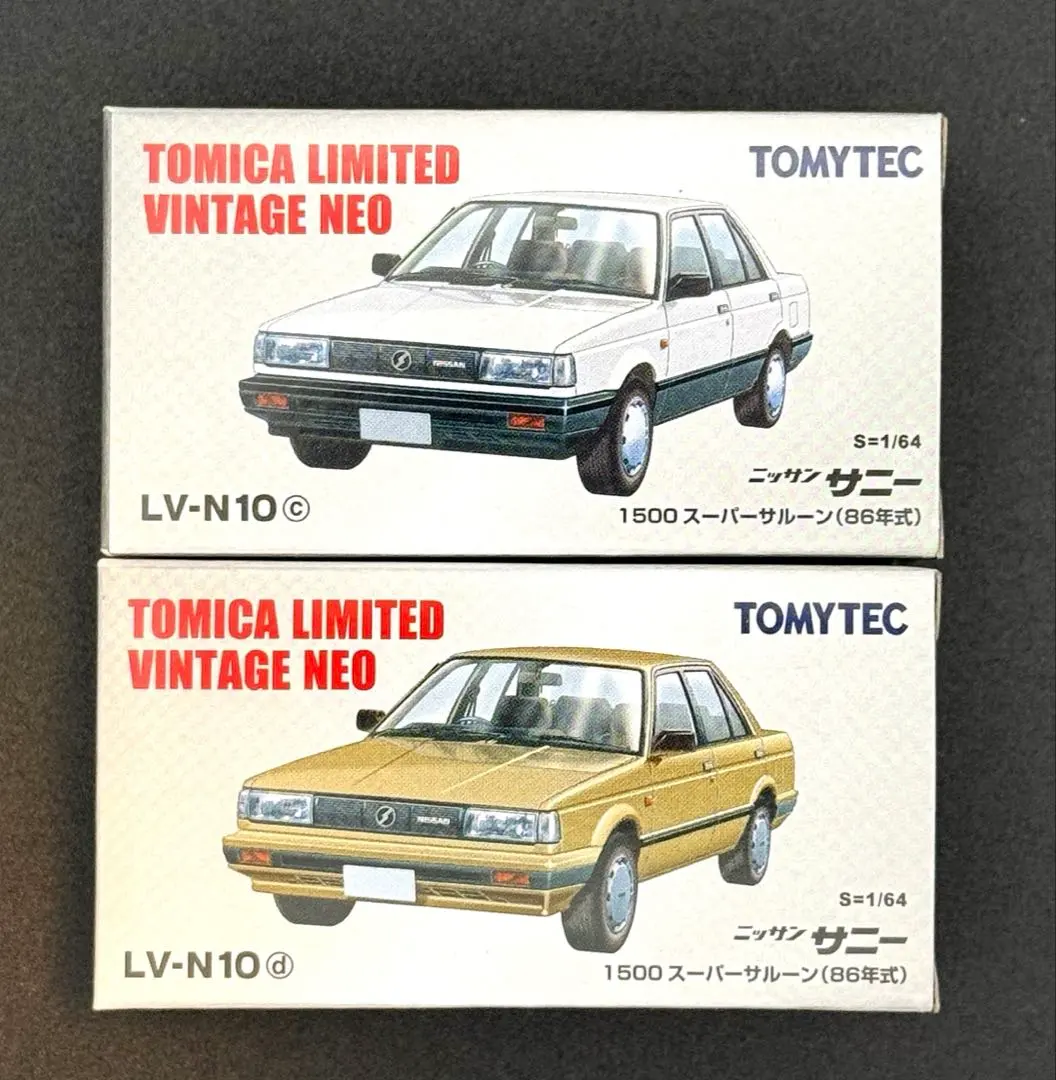 TOMICA LIMITED
VINTAGE NEO
TOMYTEC
NISSAN
S=1/64
ニッサン サニー
LV-N10ⓒ
1500 スーパーサルーン(86年式)
TOMICA LIMITED
VINTAGE NEO
TOMYTEC
NISSAN
S=1/64
ニッサン サニー
LV-N10ⓓ
1500 スーパーサルーン(86年式)